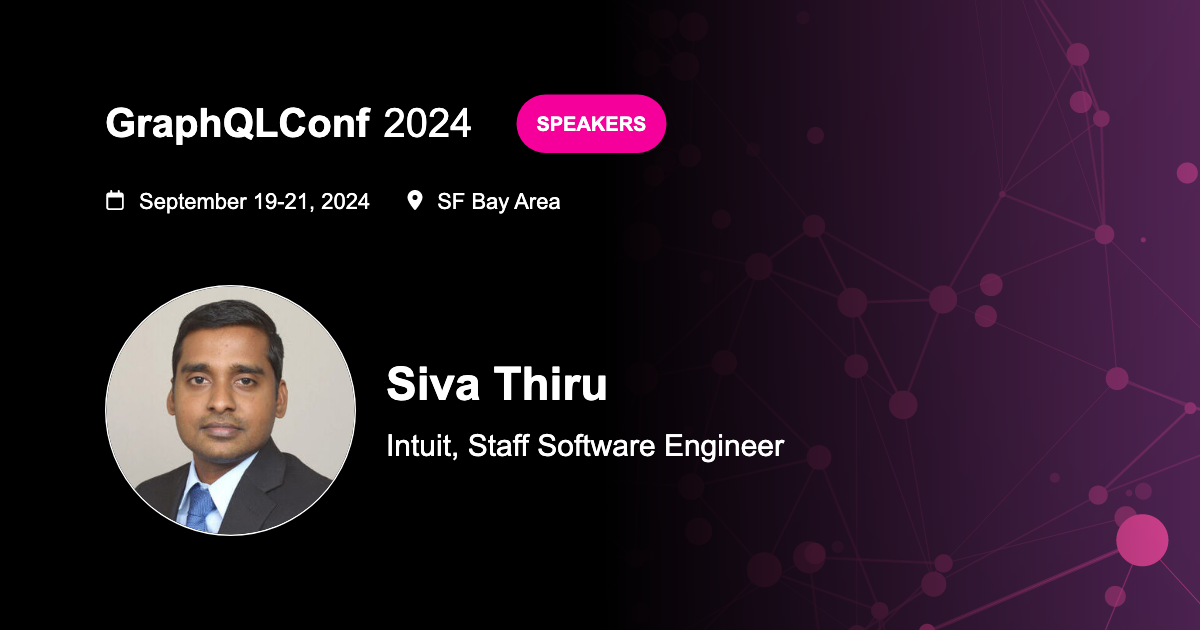 GraphQLConf 2024
SPEAKERS
September 19-21, 2024
SF Bay Area
Siva Thiru
Intuit, Staff Software Engineer